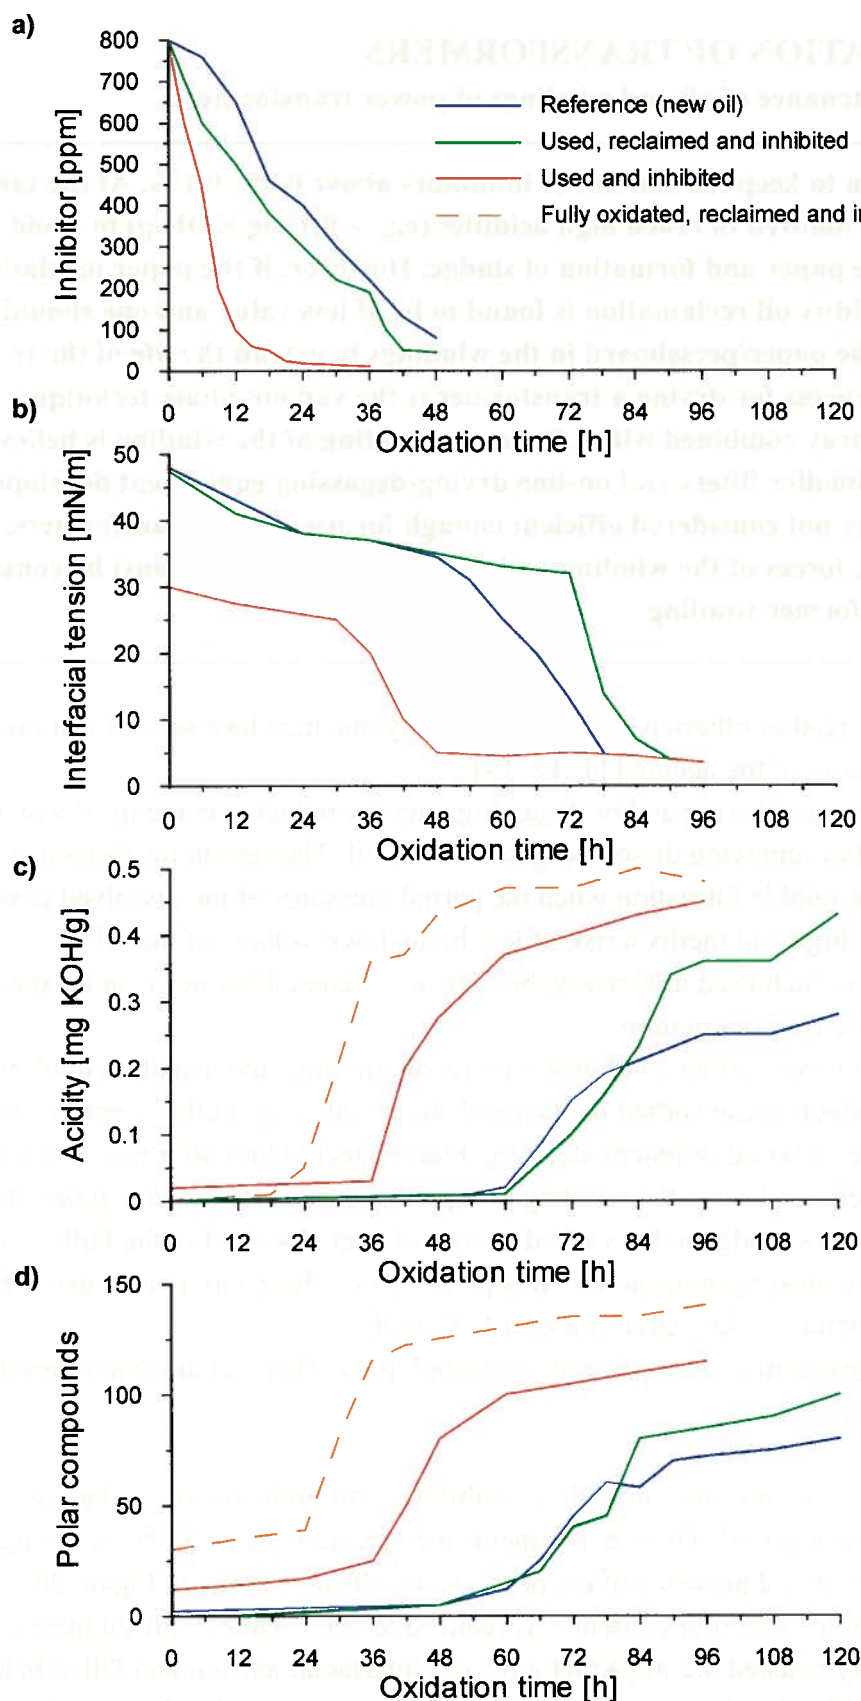 a)
800
700
600
500
400
300
200
100
0
Inhibitor [ppm]
Reference (new oil)
Used, reclaimed and inhibited
Used and inhibited
Fully oxidated, reclaimed and in
0 12 24 36 48 60 72 84 96 108 120
Oxidation time [h]
b)
50
40
30
20
10
0
Interfacial tension [mN/m]
0 12 24 36 48 60 72 84 96 108 120
Oxidation time [h]
c)
0.5
0.4
0.3
0.2
0.1
0
Acidity [mg KOH/g]
0 12 24 36 48 60 72 84 96 108 120
Oxidation time [h]
d)
150
100
50
0
Polar compounds
0 12 24 36 48 60 72 84 96 108 120
Oxidation time [h]